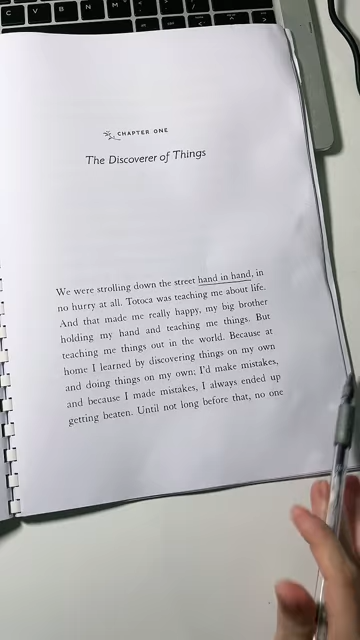 C V B N M
CHAPTER ONE
The Discoverer of Things
We were strolling down the street hand in hand, in
no hurry at all. Totoca was teaching me about life.
And that made me really happy, my big brother
holding my hand and teaching me things. But
teaching me things out in the world. Because at
home I learned by discovering things on my own
and doing things on my own; I'd make mistakes,
and because I made mistakes, I always ended up
getting beaten. Until not long before that, no one